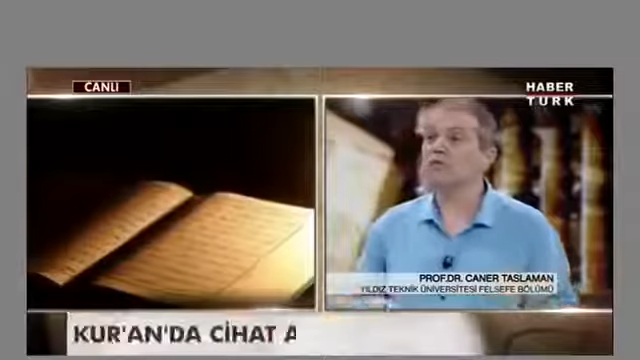 CANLI
HABER
TÜRK
PROF.DR. CANER TASLAMAN
YILDIZ TEKNİK ÜNİVERSİTESİ FELSEFE BÖLÜMÜ
KUR'AN'DA CİHAT A